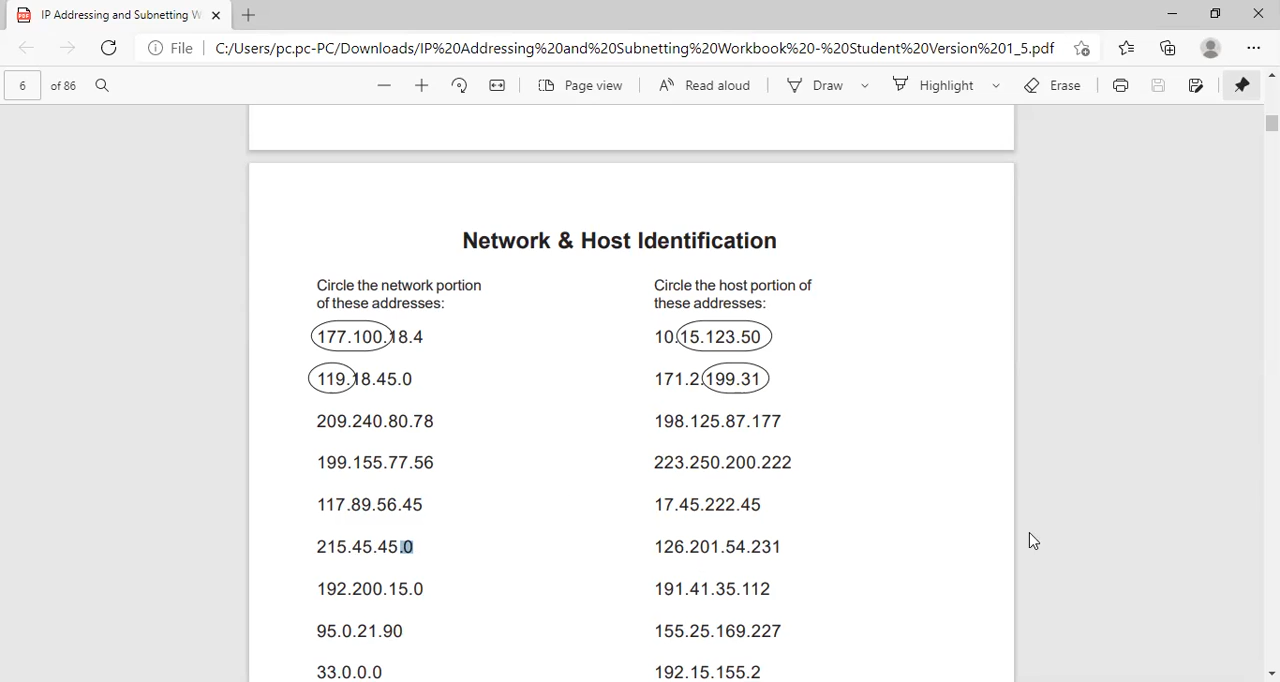 IP Addressing and Subnetting W
File
C:/Users/pc.pc-PC/Downloads/IP%20Addressing%20and%20Subnetting%20Workbook%20-%20Student%20Version%201_5.pdf
6 of 86
Page view
Read aloud
Draw
Highlight
Erase
Network & Host Identification
Circle the network portion
of these addresses:
177.100.18.4
119.18.45.0
209.240.80.78
199.155.77.56
117.89.56.45
215.45.45.0
192.200.15.0
95.0.21.90
33.0.0.0
Circle the host portion of
these addresses:
10.15.123.50
171.2.199.31
198.125.87.177
223.250.200.222
17.45.222.45
126.201.54.231
191.41.35.112
155.25.169.227
192.15.155.2